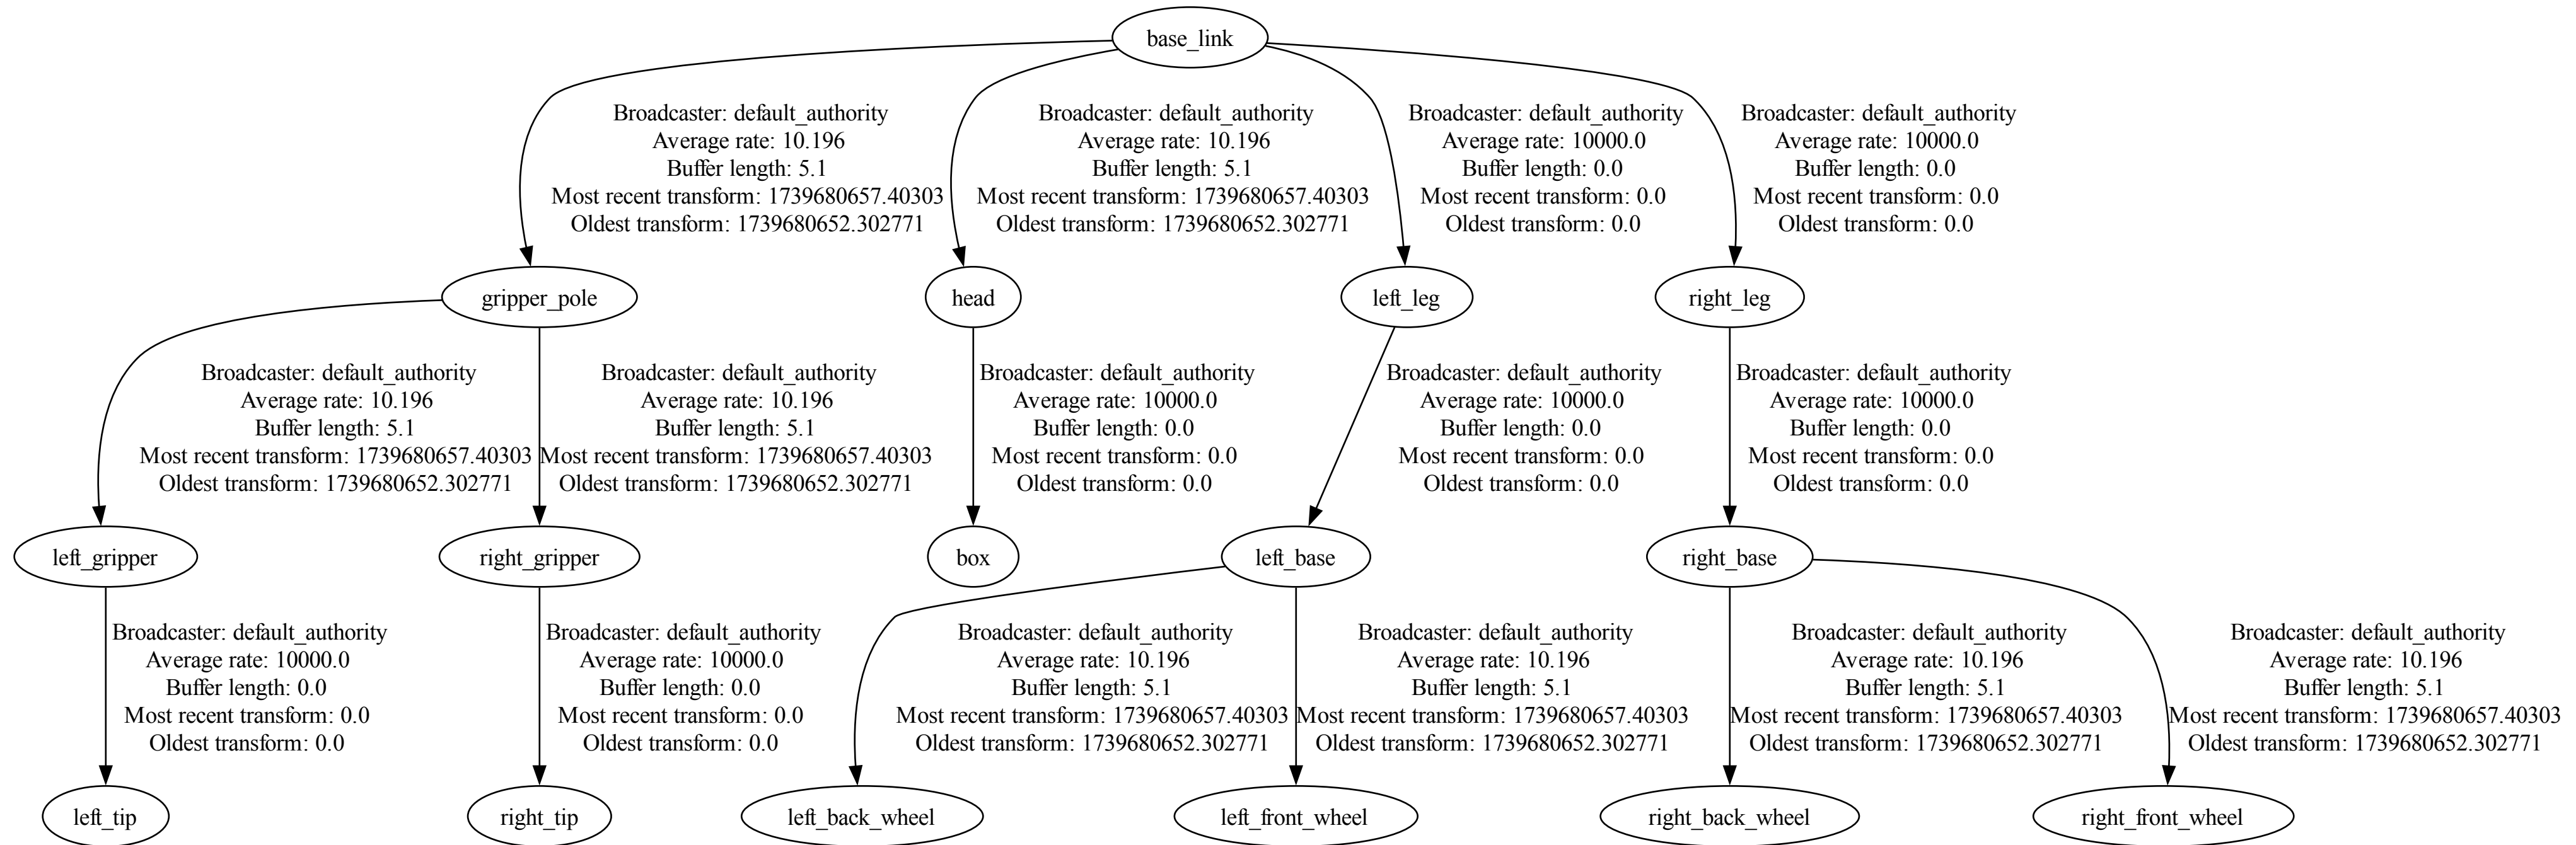 base_link
Broadcaster: default_authority
Average rate: 10.196
Buffer length: 5.1
Most recent transform: 1739680657.40303
Oldest transform: 1739680652.302771
Broadcaster: default_authority
Average rate: 10.196
Buffer length: 5.1
Most recent transform: 1739680657.40303
Oldest transform: 1739680652.302771
Broadcaster: default_authority
Average rate: 10000.0
Buffer length: 0.0
Most recent transform: 0.0
Oldest transform: 0.0
Broadcaster: default_authority
Average rate: 10000.0
Buffer length: 0.0
Most recent transform: 0.0
Oldest transform: 0.0
gripper_pole
head
left_leg
right_leg
Broadcaster: default_authority
Average rate: 10.196
Buffer length: 5.1
Most recent transform: 1739680657.40303
Oldest transform: 1739680652.302771
Broadcaster: default_authority
Average rate: 10.196
Buffer length: 5.1
Most recent transform: 1739680657.40303
Oldest transform: 1739680652.302771
Broadcaster: default_authority
Average rate: 10000.0
Buffer length: 0.0
Most recent transform: 0.0
Oldest transform: 0.0
Broadcaster: default_authority
Average rate: 10000.0
Buffer length: 0.0
Most recent transform: 0.0
Oldest transform: 0.0
Broadcaster: default_authority
Average rate: 10000.0
Buffer length: 0.0
Most recent transform: 0.0
Oldest transform: 0.0
left_gripper
right_gripper
box
left_base
right_base
Broadcaster: default_authority
Average rate: 10000.0
Buffer length: 0.0
Most recent transform: 0.0
Oldest transform: 0.0
Broadcaster: default_authority
Average rate: 10000.0
Buffer length: 0.0
Most recent transform: 0.0
Oldest transform: 0.0
Broadcaster: default_authority
Average rate: 10.196
Buffer length: 5.1
Most recent transform: 1739680657.40303
Oldest transform: 1739680652.302771
Broadcaster: default_authority
Average rate: 10.196
Buffer length: 5.1
Most recent transform: 1739680657.40303
Oldest transform: 1739680652.302771
Broadcaster: default_authority
Average rate: 10.196
Buffer length: 5.1
Most recent transform: 1739680657.40303
Oldest transform: 1739680652.302771
Broadcaster: default_authority
Average rate: 10.196
Buffer length: 5.1
Most recent transform: 1739680657.40303
Oldest transform: 1739680652.302771
left_tip
right_tip
left_back_wheel
left_front_wheel
right_back_wheel
right_front_wheel